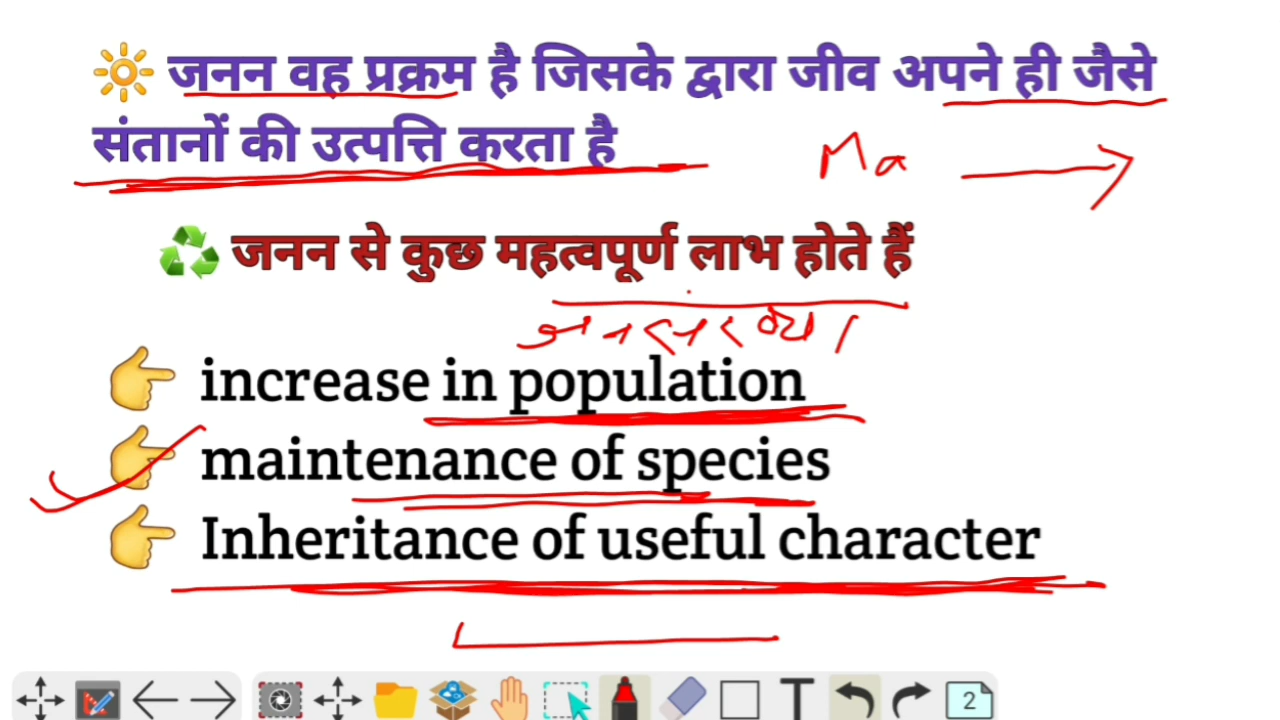 जनन वह प्रक्रम है जिसके द्वारा जीव अपने ही जैसे
संतानों की उत्पत्ति करता है
Ma
जनन से कुछ महत्वपूर्ण लाभ होते हैं
increase in population
maintenance of species
Inheritance of useful character
2